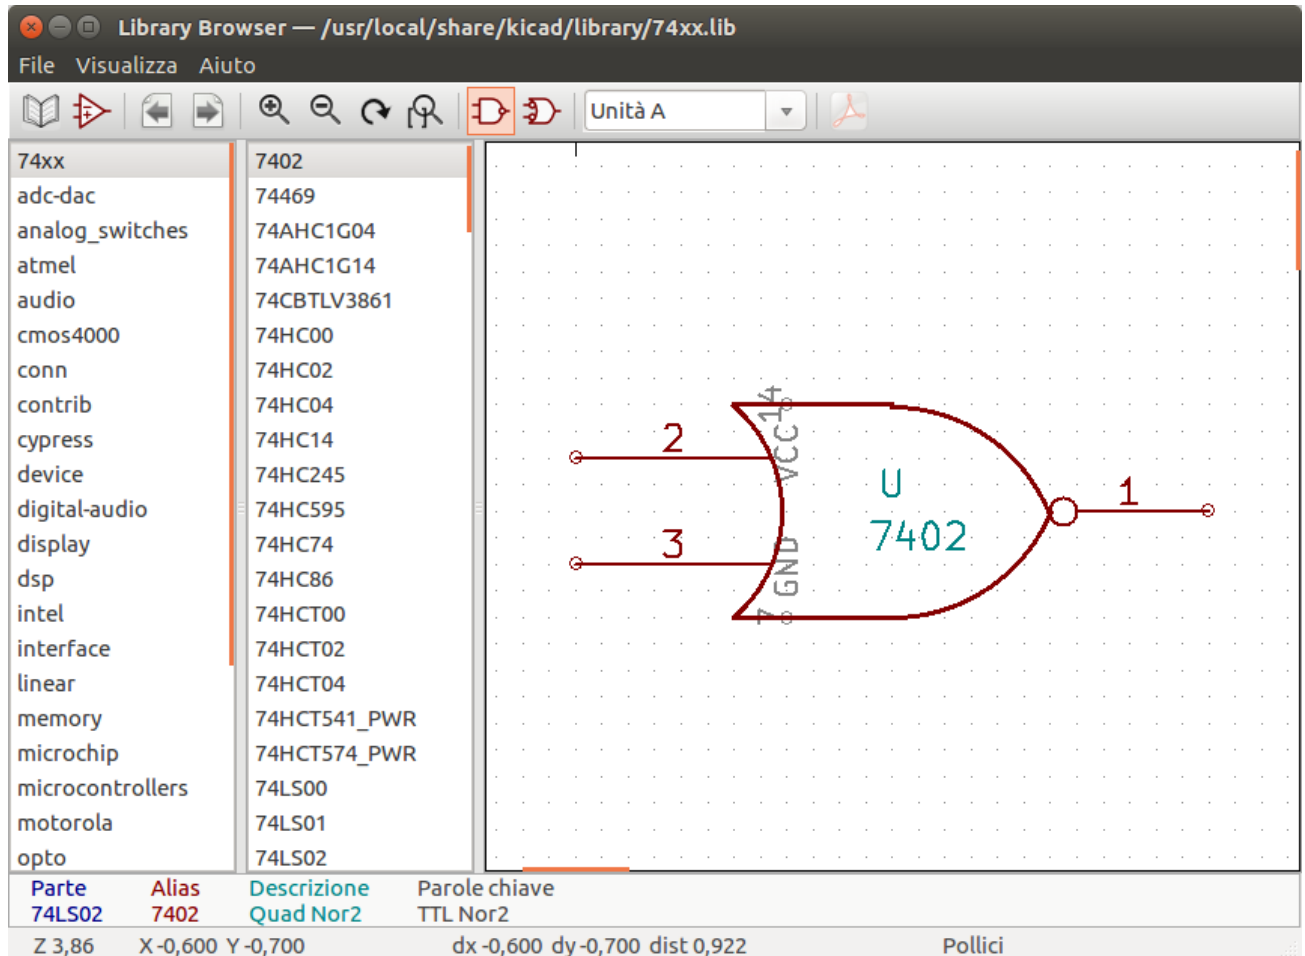 Library Browser — /usr/local/share/kicad/library/74xx.lib
File Visualizza Aiuto
Unità A
74xx
adc-dac
analog_switches
atmel
audio
cmos4000
conn
contrib
cypress
device
digital-audio
display
dsp
intel
interface
linear
memory
microchip
microcontrollers
motorola
opto
7402
74469
74AHC1G04
74AHC1G14
74CBTLV3861
74HC00
74HC02
74HC04
74HC14
74HC245
74HC595
74HC74
74HC86
74HCT00
74HCT02
74HCT04
74HCT541_PWR
74HCT574_PWR
74LS00
74LS01
74LS02
14
VCC
2
U
1
7402
3
GND
7
Parte Alias Descrizione Parole chiave
74LS02 7402 Quad Nor2 TTL Nor2
Z 3,86 X -0,600 Y -0,700 dx -0,600 dy -0,700 dist 0,922 Pollici